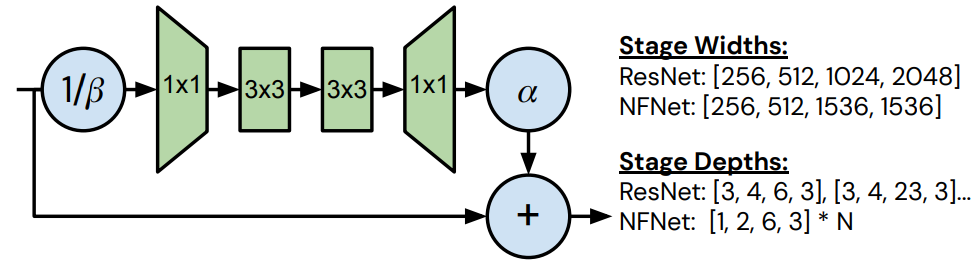 1/β
1x1
3x3
3x3
1x1
α
+
Stage Widths:
ResNet: [256, 512, 1024, 2048]
NFNet: [256, 512, 1536, 1536]
Stage Depths:
ResNet: [3, 4, 6, 3], [3, 4, 23, 3]...
NFNet: [1, 2, 6, 3] * N